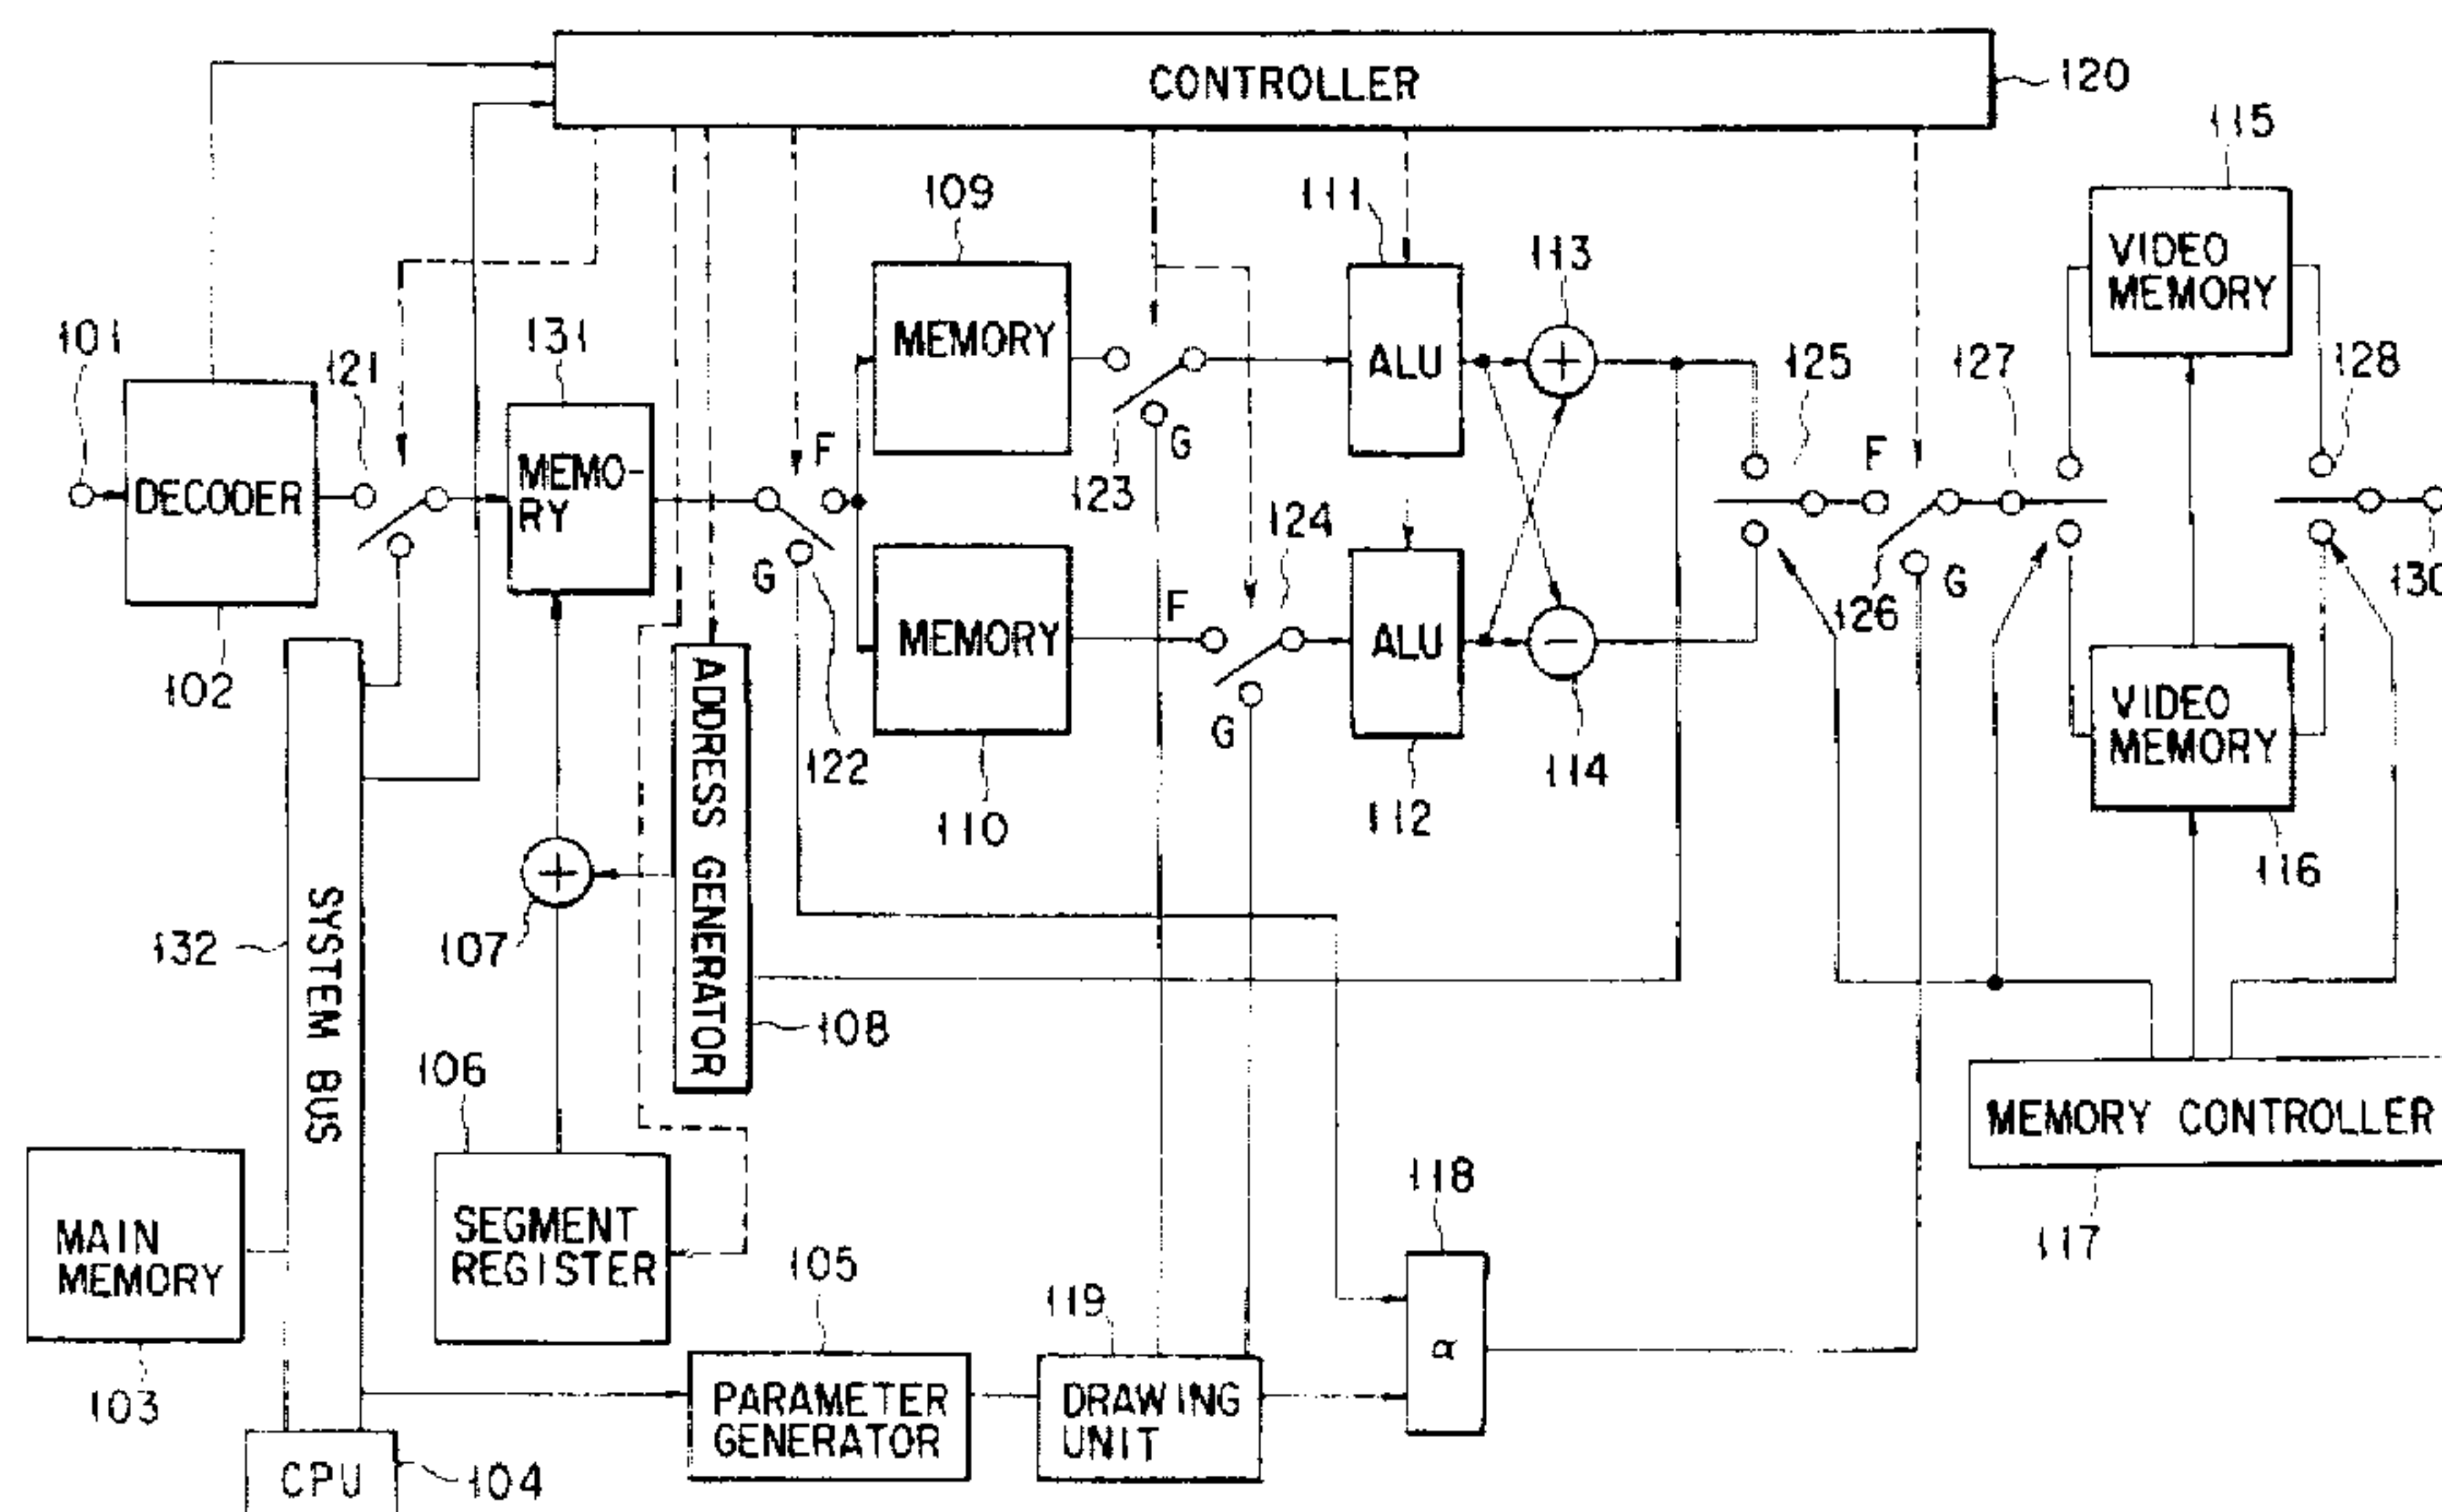 CONTROLLER
120
115
109
111
113
VIDEO
MEMORY
101
121
131
MEMORY
ALU
125
127
128
F
G
123
F
DECODER
MEMO-
RY
G
124
F
126
G
130
102
MEMORY
122
G
ALU
114
112
VIDEO
MEMORY
110
116
ADDRESS GENERATOR
SYSTEM BUS
132
107
108
106
MEMORY CONTROLLER
117
118
MAIN
MEMORY
SEGMENT
REGISTER
105
119
α
103
PARAMETER
GENERATOR
DRAWING
UNIT
CPU
104